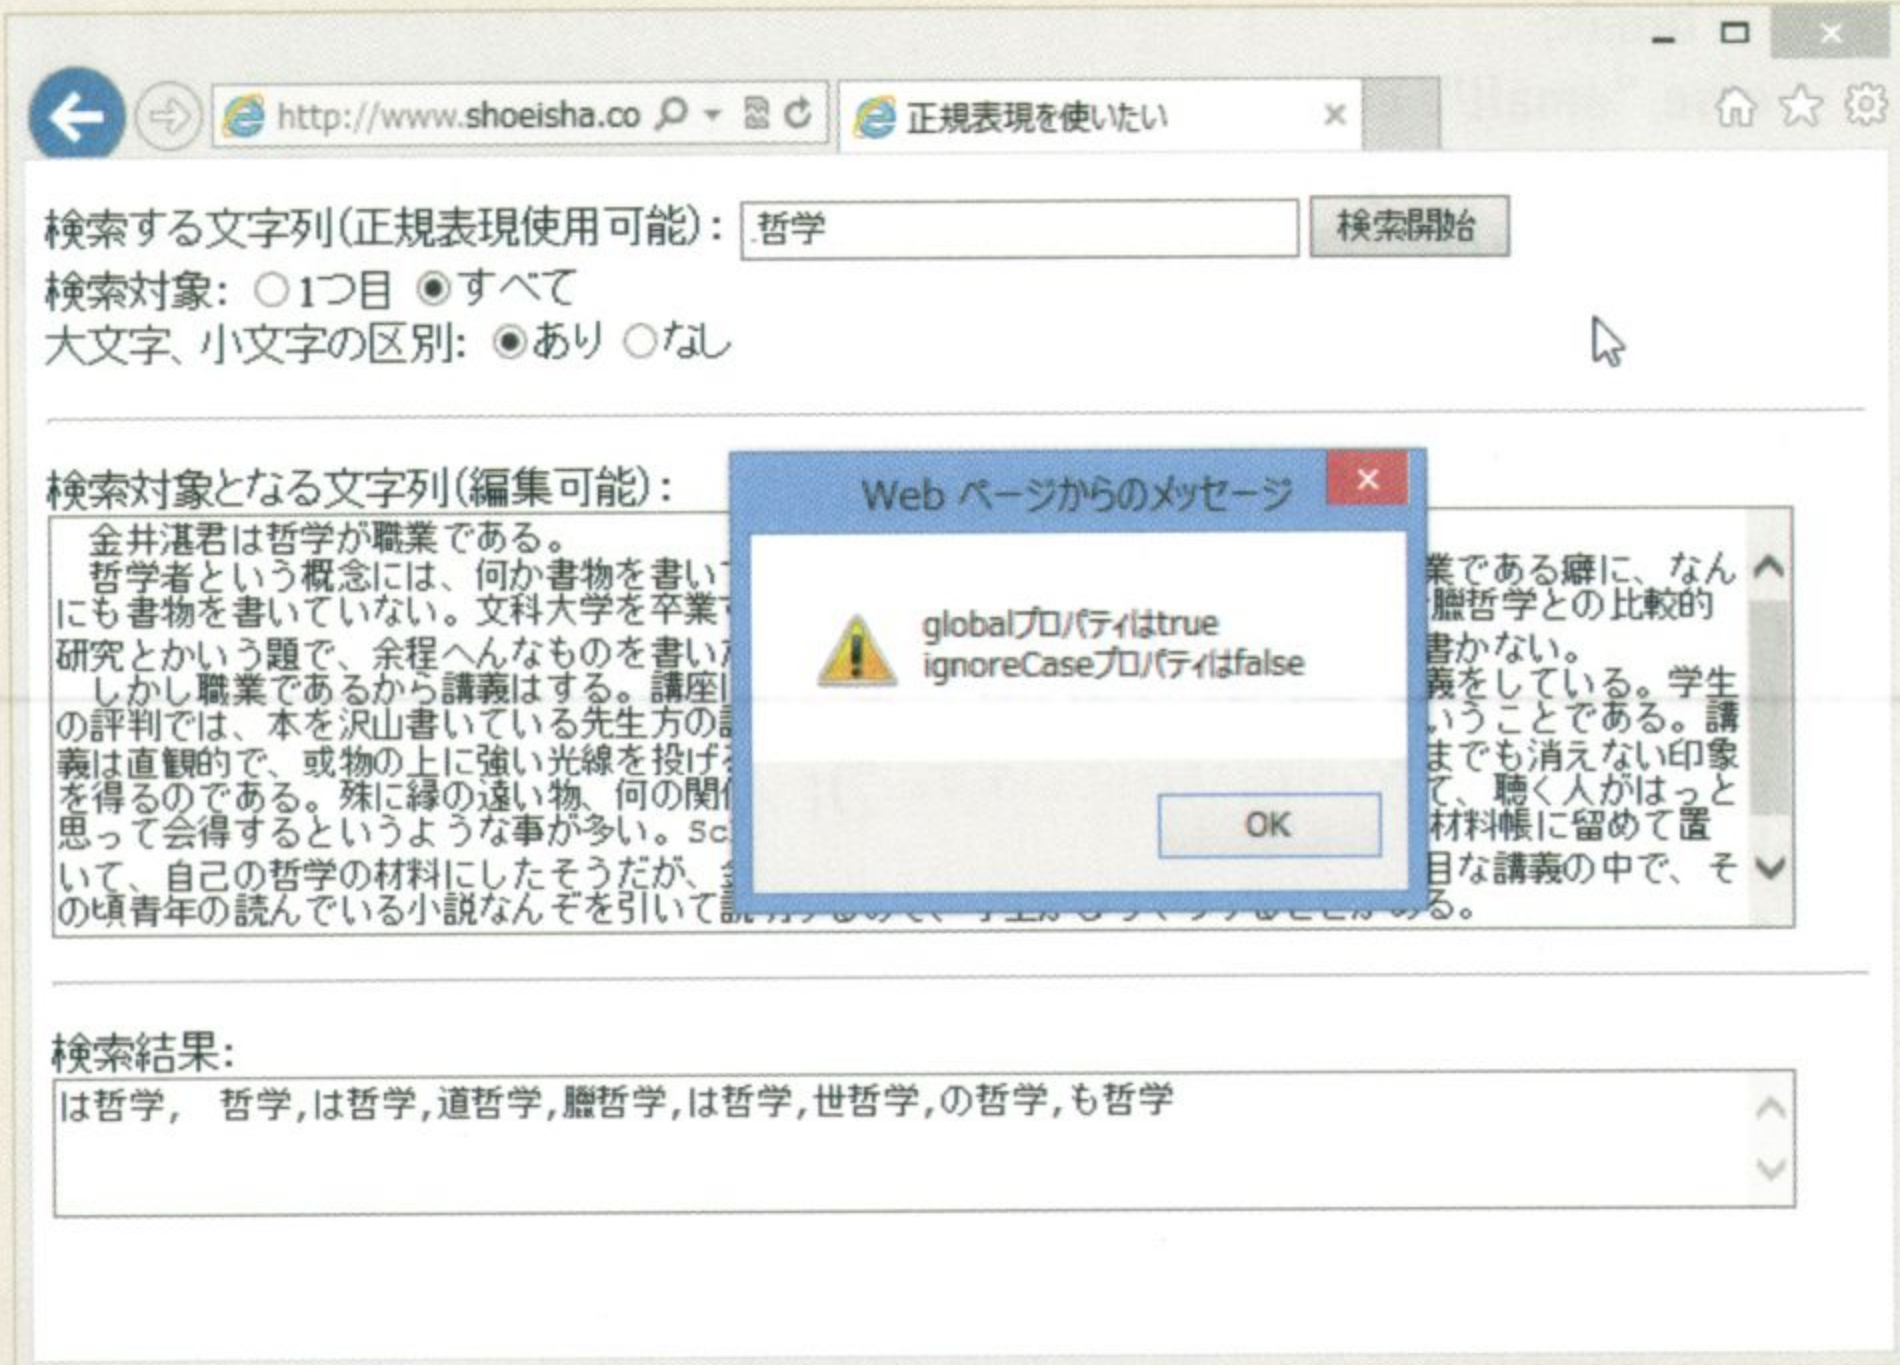 http://www.shoeisha.co
正規表現を使いたい
検索する文字列(正規表現使用可能): .哲学 検索開始
検索対象: 1つ目 すべて
大文字、小文字の区別: あり なし
検索対象となる文字列(編集可能):
Web ページからのメッセージ
globalプロパティはtrue
ignoreCaseプロパティはfalse
OK
金井湛君は哲学が職業である。
哲学者という概念には、何か書物を書い 業である癖に、なん
にも書物を書いていない。文科大学を卒業 臘哲学との比較的
研究とかいう題で、余程へんなものを書い 書かない。
しかし職業であるから講義はする。講座 義をしている。学生
の評判では、本を沢山書いている先生方の いうことである。講
義は直観的で、或物の上に強い光線を投げ までも消えない印象
を得るのである。殊に縁の遠い物、何の関 て、聴く人がはっと
思って会得するというような事が多い。Sc 材料帳に留めて置
いて、自己の哲学の材料にしたそうだが、 目な講義の中で、そ
の頃青年の読んでいる小説なんぞを引いて る。
検索結果:
は哲学,　哲学,は哲学,道哲学,臘哲学,は哲学,世哲学,の哲学,も哲学